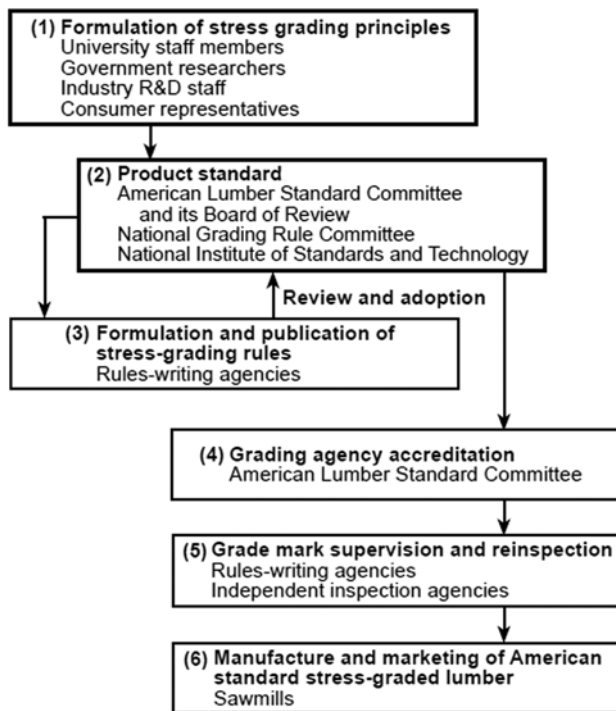 (1) Formulation of stress grading principles
University staff members
Government researchers
Industry R&D staff
Consumer representatives
(2) Product standard
American Lumber Standard Committee
and its Board of Review
National Grading Rule Committee
National Institute of Standards and Technology
Review and adoption
(3) Formulation and publication of
stress-grading rules
Rules-writing agencies
(4) Grading agency accreditation
American Lumber Standard Committee
(5) Grade mark supervision and reinspection
Rules-writing agencies
Independent inspection agencies
(6) Manufacture and marketing of American
standard stress-graded lumber
Sawmills